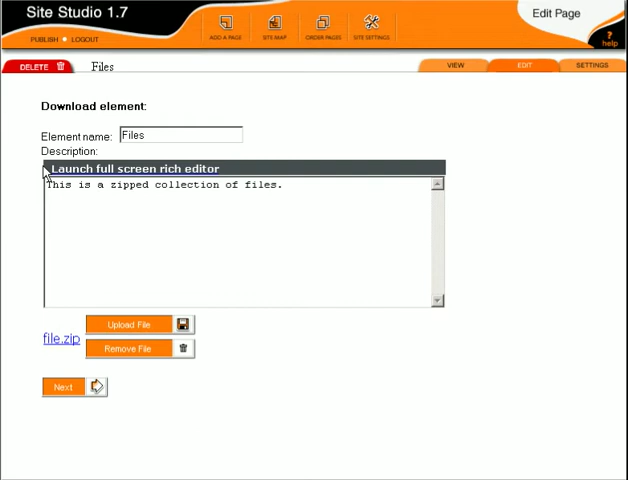 Site Studio 1.7
Edit Page
PUBLISH LOGOUT
ADD A PAGE SITE MAP ORDER PAGES SITE SETTINGS
?
help
DELETE Files VIEW EDIT SETTINGS
Download element:
Element name: Files
Description:
Launch full screen rich editor
This is a zipped collection of files.
Upload File
file.zip
Remove File
Next